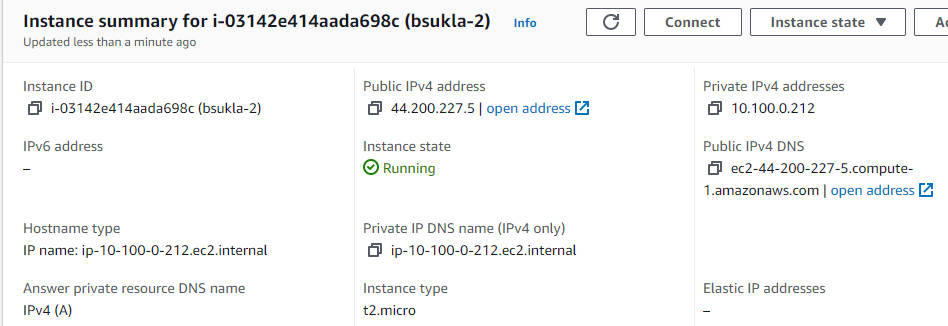 Instance summary for i-03142e414aada698c (bsukla-2) Info Connect Instance state
Updated less than a minute ago
Instance ID Public IPv4 address Private IPv4 addresses
i-03142e414aada698c (bsukla-2) 44.200.227.5 | open address 10.100.0.212
IPv6 address Instance state Public IPv4 DNS
– Running ec2-44-200-227-5.compute-
1.amazonaws.com | open address
Hostname type Private IP DNS name (IPv4 only)
IP name: ip-10-100-0-212.ec2.internal ip-10-100-0-212.ec2.internal
Answer private resource DNS name Instance type Elastic IP addresses
IPv4 (A) t2.micro –